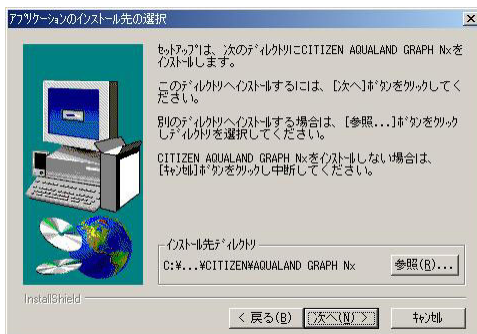 アプリケーションのインストール先の選択
セットアップは、次のディレクトリにCITIZEN AQUALAND GRAPH Nxを
インストールします。
このディレクトリへインストールするには、[次へ]ボタンをクリックしてく
ださい。
別のディレクトリへインストールする場合は、[参照...]ボタンをクリック
しディレクトリを選択してください。
CITIZEN AQUALAND GRAPH Nxをインストールしない場合は、
[キャンセル]ボタンをクリックし中断してください。
インストール先ディレクトリ
C:¥...¥CITIZEN¥AQUALAND GRAPH Nx
参照(R)...
InstallShield
< 戻る(B)
次へ(N) >
キャンセル